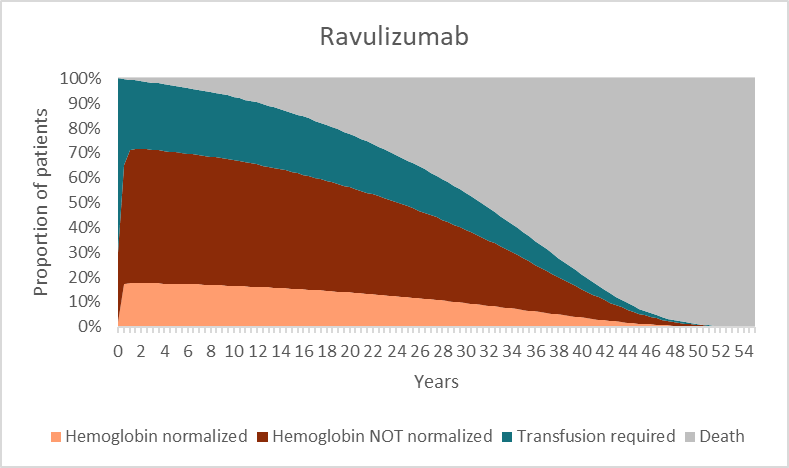 Ravulizumab
100%
90%
80%
70%
60%
50%
40%
30%
20%
10%
0%
Proportion of patients
0 2 4 6 8 10 12 14 16 18 20 22 24 26 28 30 32 34 36 38 40 42 44 46 48 50 52 54
Years
Hemoglobin normalized Hemoglobin NOT normalized Transfusion required Death